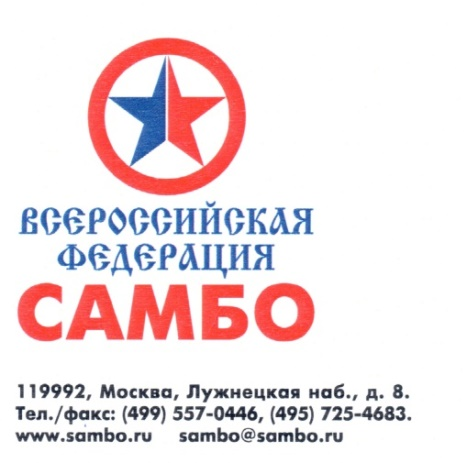 ВСЕРОССИЙСКАЯ
ФЕДЕРАЦИЯ
САМБО
119992, Москва, Лужнецкая наб., д. 8.
Тел./факс: (499) 557-0446, (495) 725-4683.
www.sambo.ru sambo@sambo.ru